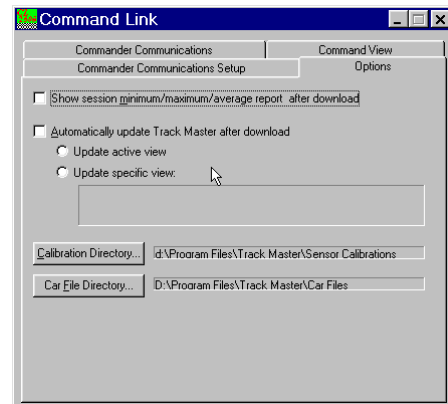 Command Link
Commander Communications
Command View
Commander Communications Setup
Options
Show session minimum/maximum/average report after download
Automatically update Track Master after download
Update active view
Update specific view:
Calibration Directory... d:\Program Files\Track Master\Sensor Calibrations
Car File Directory... D:\Program Files\Track Master\Car Files